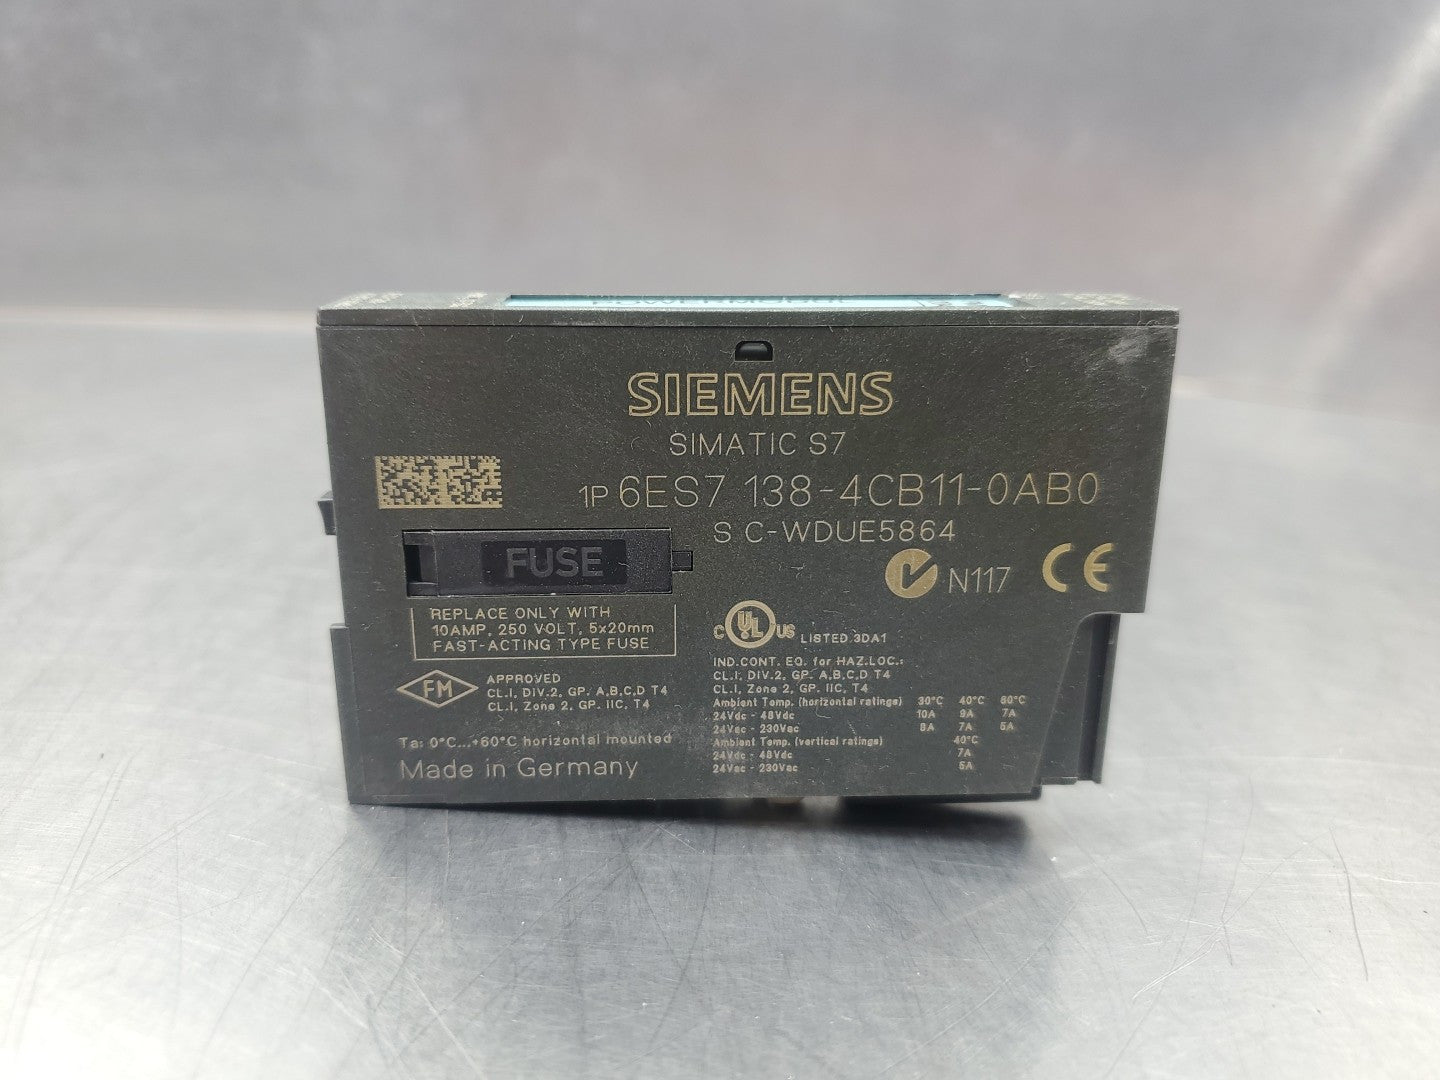 SIEMENS
SIMATIC S7
1P 6ES7 138-4CB11-0AB0
S C-WDUE5864
FUSE
N117 CE
REPLACE ONLY WITH
10AMP, 250 VOLT, 5x20mm
FAST-ACTING TYPE FUSE
C UL US LISTED 3DA1
FM APPROVED
CL.I, DIV.2, GP. A,B,C,D T4
CL.I, Zone 2, GP. IIC, T4
IND.CONT. EQ. for HAZ.LOC.:
CL.I, DIV.2, GP. A,B,C,D T4
CL.I, Zone 2, GP. IIC, T4
Ambient Temp. (horizontal ratings) 30°C 40°C 60°C
24Vdc - 48Vdc 10A 9A 7A
24Vac - 230Vac 8A 7A 5A
Ambient Temp. (vertical ratings) 40°C
24Vdc - 48Vdc 7A
24Vac - 230Vac 5A
Ta: 0°C...+60°C horizontal mounted
Made in Germany